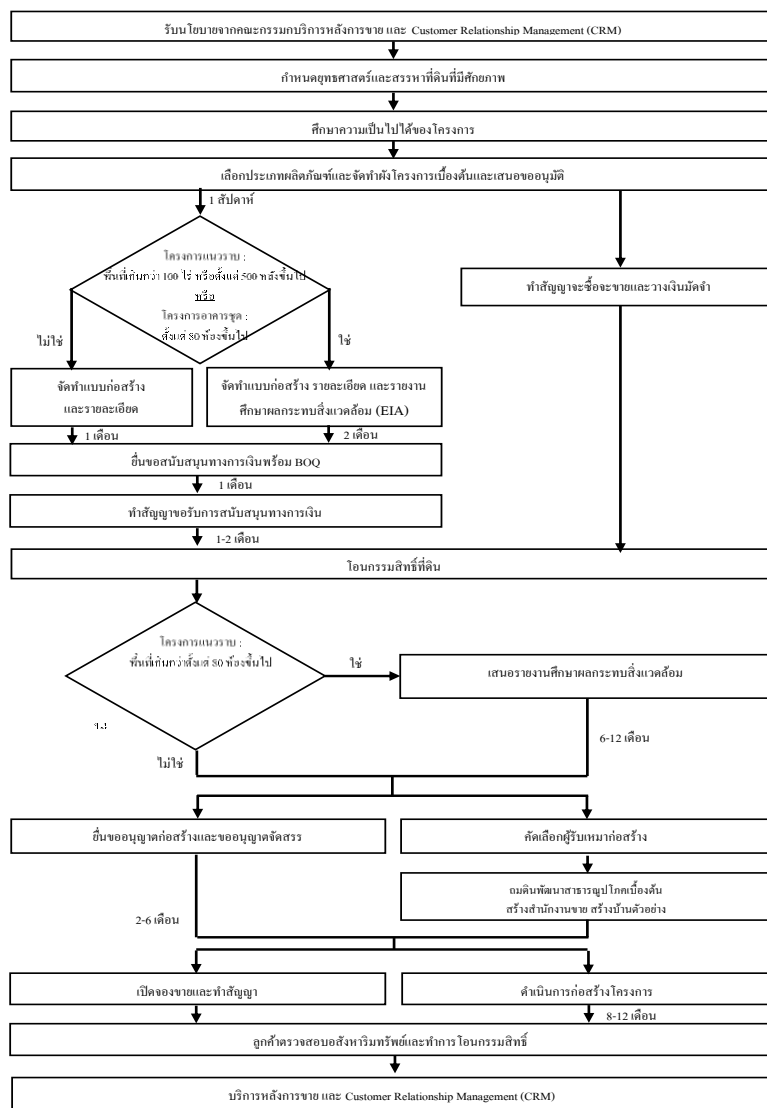 รับนโยบายจากคณะกรรมกบริการหลังการขาย และ Customer Relationship Management (CRM)
กำหนดยุทธศาสตร์และสรรหาที่ดินที่มีศักยภาพ
ศึกษาความเป็นไปได้ของโครงการ
เลือกประเภทผลิตภัณฑ์และจัดทำผังโครงการเบื้องต้นและเสนอขออนุมัติ
1 สัปดาห์
โครงการแนวราบ :
พื้นที่เกินกว่า 100 ไร่ หรือตั้งแต่ 500 หลังขึ้นไป
หรือ
โครงการอาคารชุด :
ตั้งแต่ 80 ห้องขึ้นไป
ทำสัญญาจะซื้อจะขายและวางเงินมัดจำ
ไม่ใช่
ใช่
จัดทำแบบก่อสร้าง
และรายละเอียด
จัดทำแบบก่อสร้าง รายละเอียด และรายงาน
ศึกษาผลกระทบสิ่งแวดล้อม (EIA)
1 เดือน
2 เดือน
ยื่นขอสนับสนุนทางการเงินพร้อม BOQ
1 เดือน
ทำสัญญาขอรับการสนับสนุนทางการเงิน
1-2 เดือน
โอนกรรมสิทธิ์ที่ดิน
โครงการแนวราบ :
พื้นที่เกินกว่าตั้งแต่ 80 ห้องขึ้นไป
ใช่
เสนอรายงานศึกษาผลกระทบสิ่งแวดล้อม
6-12 เดือน
ไม่ใช่
ยื่นขออนุญาตก่อสร้างและขออนุญาตจัดสรร
คัดเลือกผู้รับเหมาก่อสร้าง
ถมดินพัฒนาสาธารณูปโภคเบื้องต้น
สร้างสำนักงานขาย สร้างบ้านตัวอย่าง
2-6 เดือน
เปิดจองขายและทำสัญญา
ดำเนินการก่อสร้างโครงการ
8-12 เดือน
ลูกค้าตรวจสอบอสังหาริมทรัพย์และทำการโอนกรรมสิทธิ์
บริการหลังการขาย และ Customer Relationship Management (CRM)